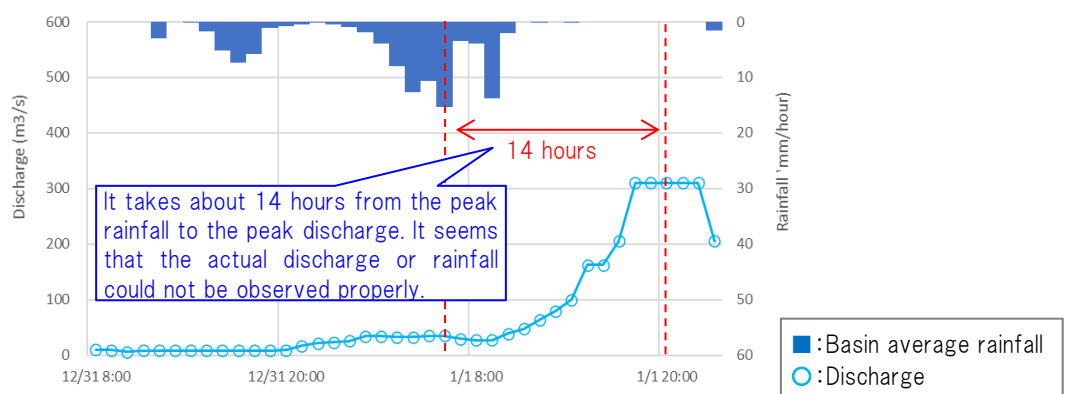 600
500
400
300
200
100
0
Discharge (m3/s)
0
10
20
30
40
50
60
Rainfall 'mm/hour)
14 hours
It takes about 14 hours from the peak
rainfall to the peak discharge. It seems
that the actual discharge or rainfall
could not be observed properly.
12/31 8:00
12/31 20:00
1/1 8:00
1/1 20:00
:Basin average rainfall
:Discharge